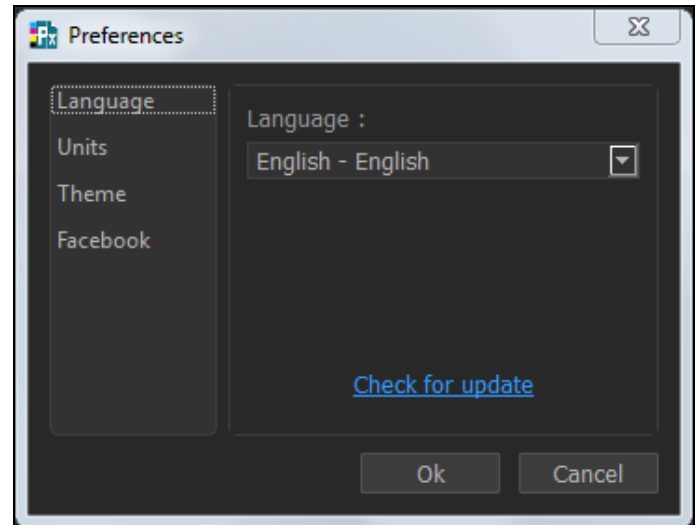 Preferences
Language
Units
Theme
Facebook
Language :
English - English
Check for update
Ok
Cancel